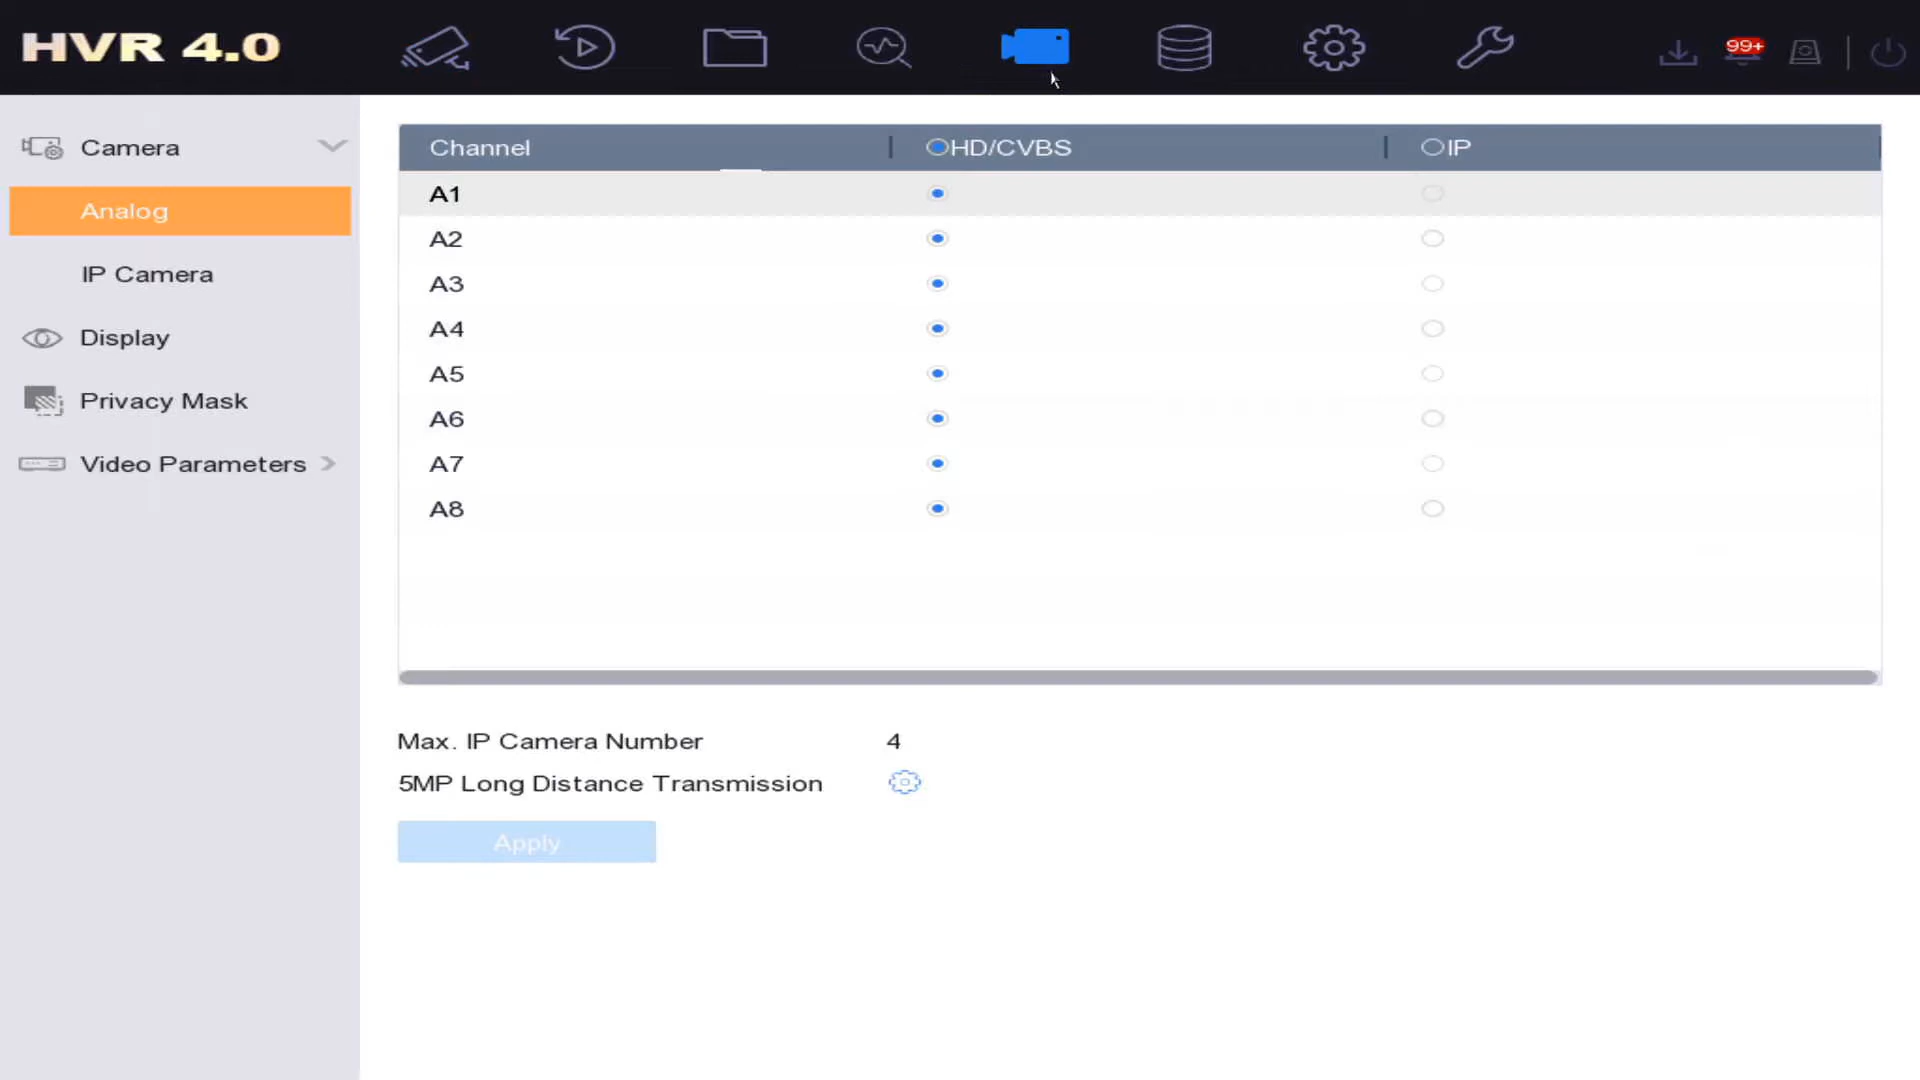 HVR 4.0
99+
Camera
Analog
IP Camera
Display
Privacy Mask
Video Parameters
Channel HD/CVBS IP
A1
A2
A3
A4
A5
A6
A7
A8
Max. IP Camera Number 4
5MP Long Distance Transmission
Apply